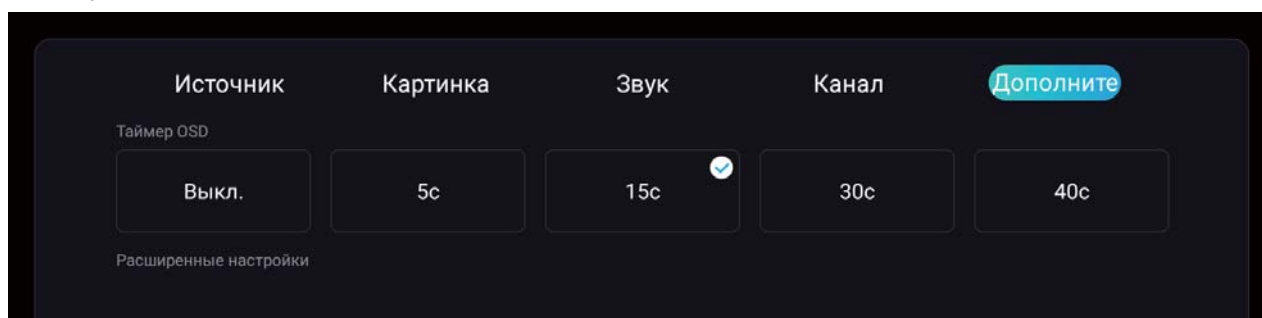 Источник Картинка Звук Канал Дополните
Таймер OSD
Выкл. 5с 15с 30с 40с
Расширенные настройки